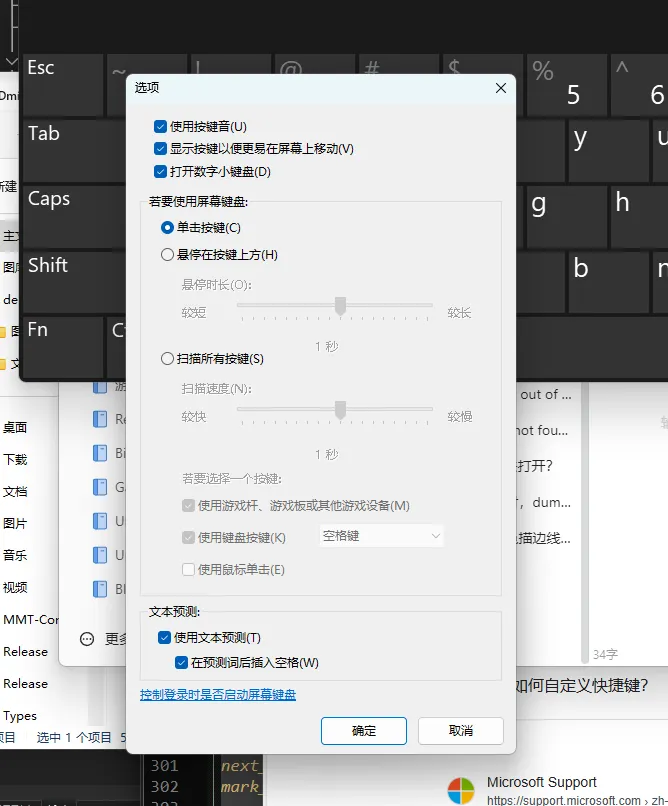 Esc
~
!
@
#
$
%
5
^
6
Tab
y
u
Caps
g
h
Shift
b
Fn
选项
使用按键音(U)
显示按键以便更易在屏幕上移动(V)
打开数字小键盘(D)
若要使用屏幕键盘:
单击按键(C)
悬停在按键上方(H)
悬停时长(O):
较短 较长
1 秒
扫描所有按键(S)
扫描速度(N):
较快 较慢
1 秒
若要选择一个按键:
使用游戏杆、游戏板或其他游戏设备(M)
使用键盘按键(K) 空格键
使用鼠标单击(E)
文本预测:
使用文本预测(T)
在预测词后插入空格(W)
控制登录时是否启动屏幕键盘
确定 取消
新建
桌面
下载
文档
图片
音乐
视频
MMT-Cor
Release
Release
Types
选中 1 个项目
out of ...
not fou...
打开?
, dum...
描边线...
34字
如何自定义快捷键?
301 next_
302 mark_
Microsoft Support
https://support.microsoft.com › zh-